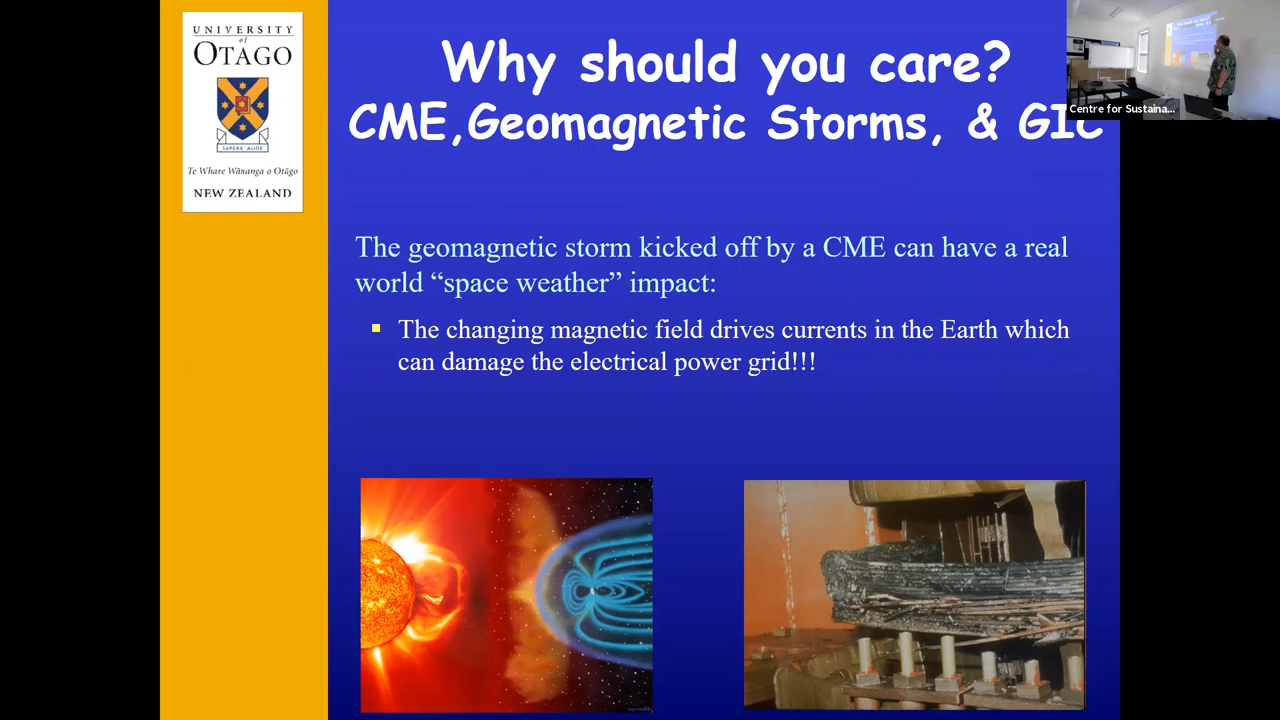 UNIVERSITY
of
OTAGO
SAPERE AUDE
Te Whare Wānanga o Otāgo
NEW ZEALAND
Why should you care?
CME,Geomagnetic Storms, & GIC
Centre for Sustaina...
The geomagnetic storm kicked off by a CME can have a real
world “space weather” impact:
The changing magnetic field drives currents in the Earth which
can damage the electrical power grid!!!